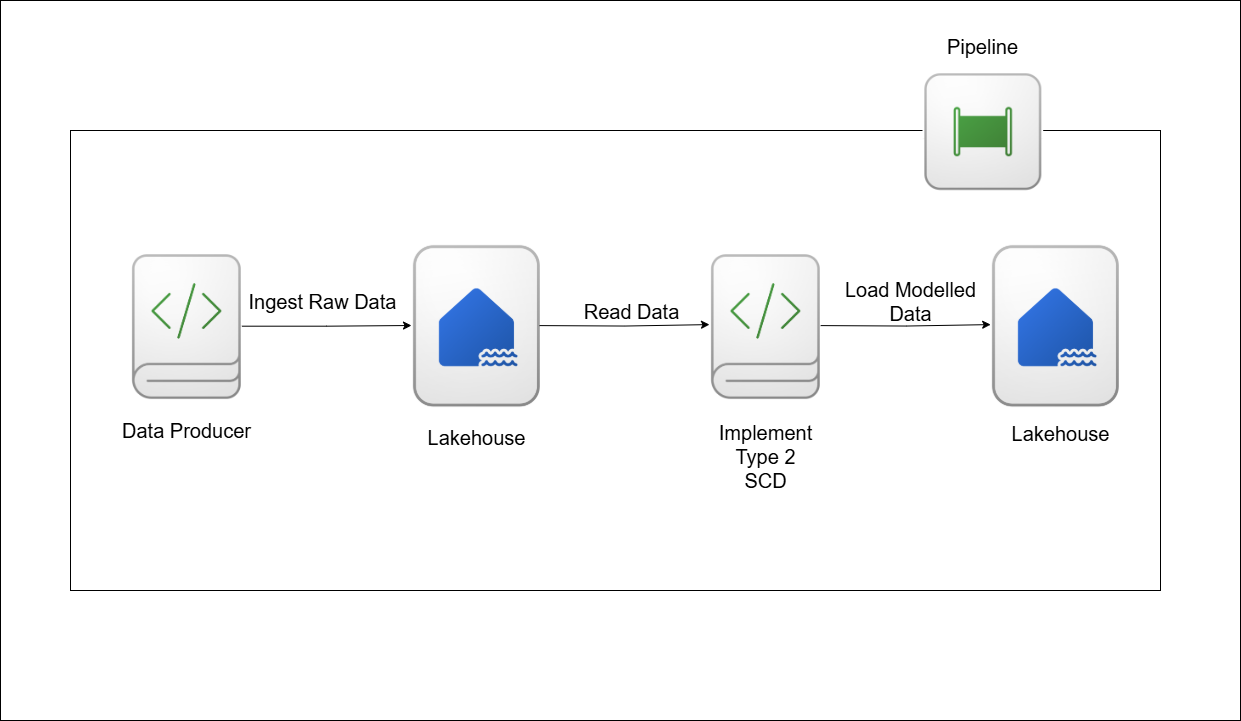 Pipeline
Ingest Raw Data
Read Data
Load Modelled
Data
Data Producer
Lakehouse
Implement
Type 2
SCD
Lakehouse